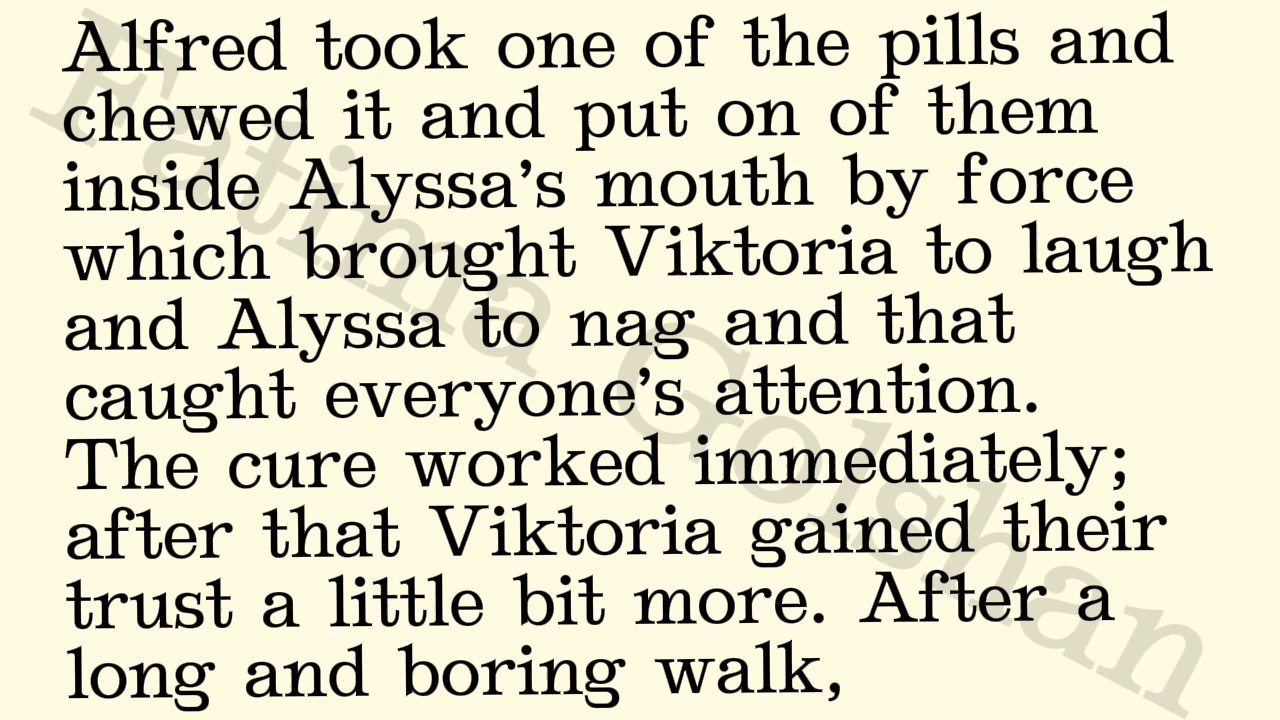 Alfred took one of the pills and
chewed it and put on of them
inside Alyssa’s mouth by force
which brought Viktoria to laugh
and Alyssa to nag and that
caught everyone’s attention.
The cure worked immediately;
after that Viktoria gained their
trust a little bit more. After a
long and boring walk,
Fatima Golshan